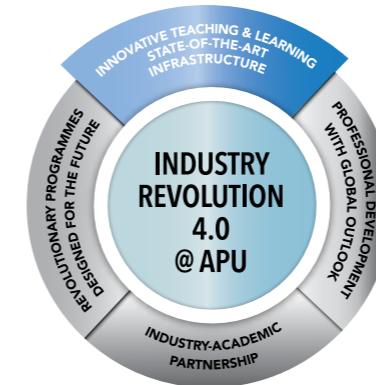 INNOVATIVE TEACHING & LEARNING
STATE-OF-THE-ART
INFRASTRUCTURE
PROFESSIONAL DEVELOPMENT
WITH GLOBAL OUTLOOK
INDUSTRY-ACADEMIC
PARTNERSHIP
REVOLUTIONARY PROGRAMMES
DESIGNED FOR THE FUTURE
INDUSTRY
REVOLUTION
4.0
@ APU